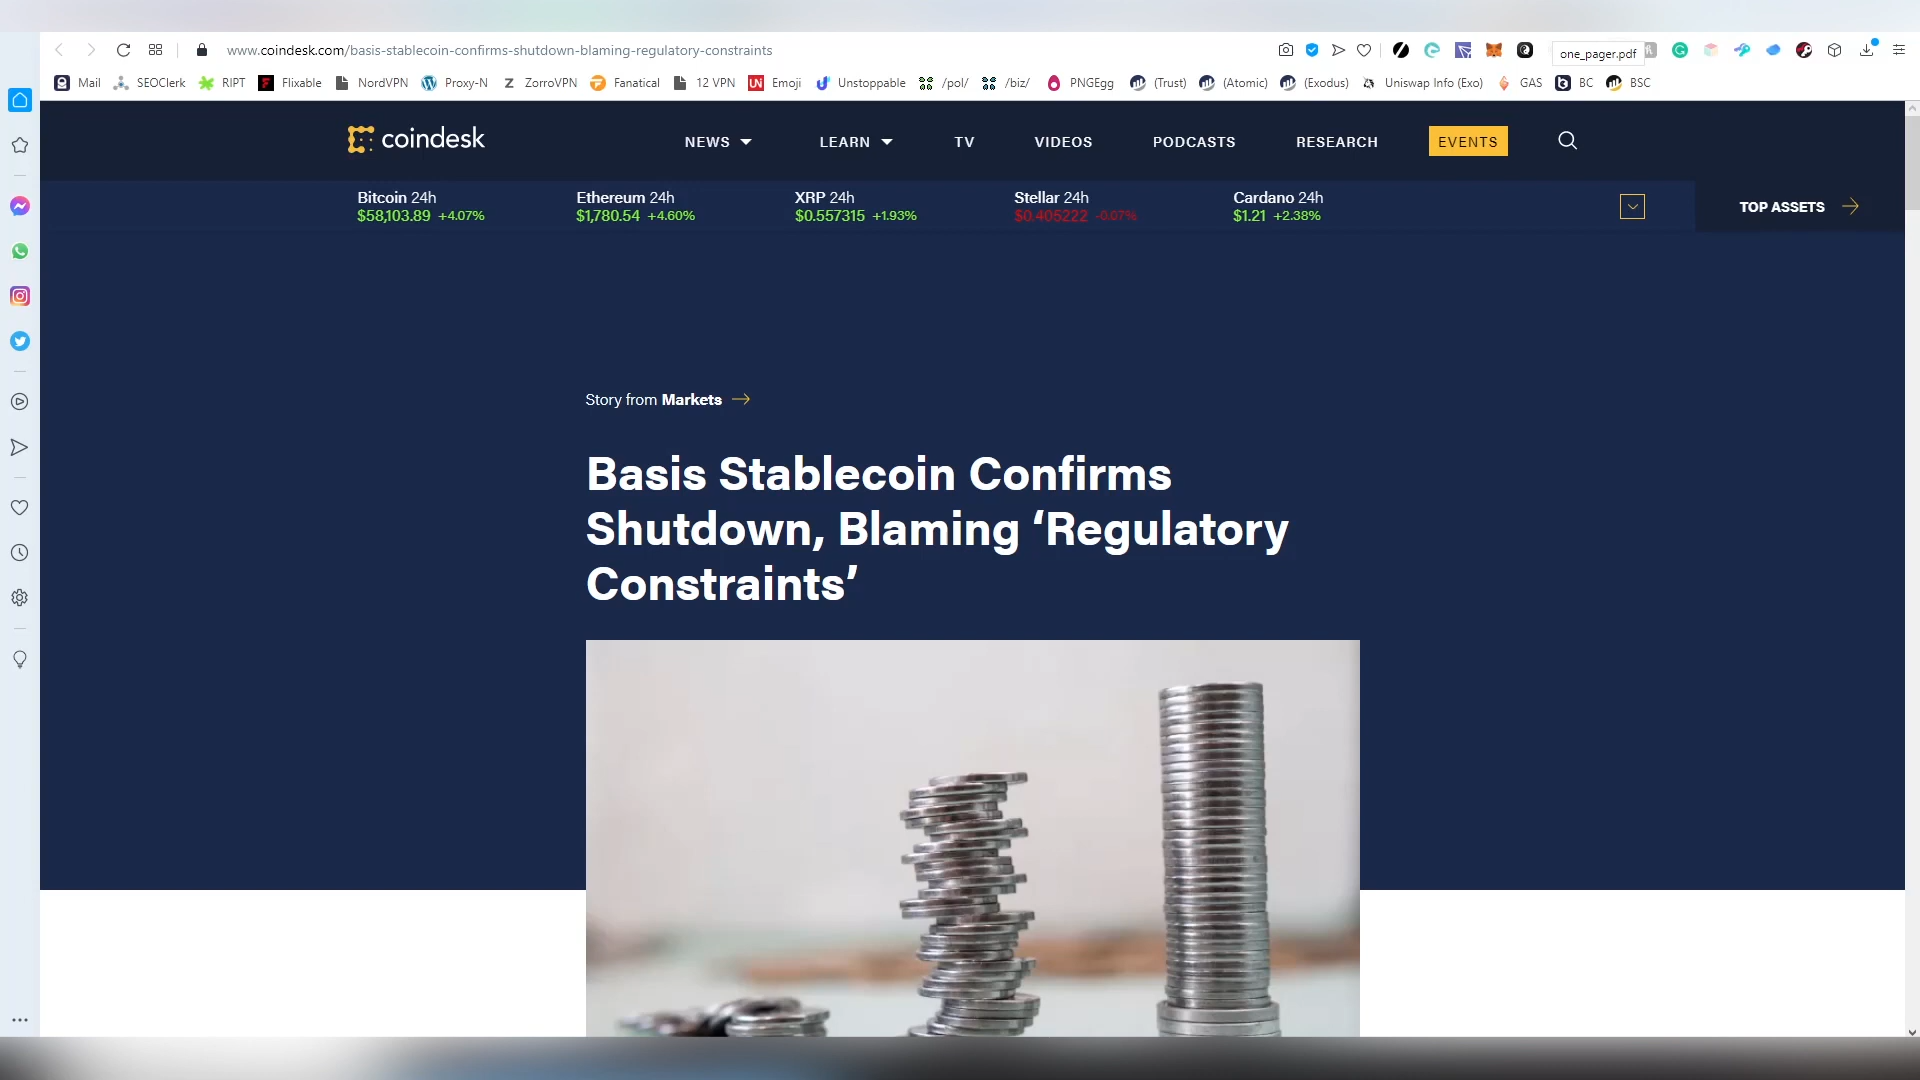 www.coindesk.com/basis-stablecoin-confirms-shutdown-blaming-regulatory-constraints
one_pager.pdf
Mail SEOClerk RIPT Flixable NordVPN Proxy-N ZorroVPN Fanatical 12 VPN Emoji Unstoppable /pol/ /biz/ PNGEgg (Trust) (Atomic) (Exodus) Uniswap Info (Exo) GAS BC BSC
coindesk NEWS LEARN TV VIDEOS PODCASTS RESEARCH EVENTS
Bitcoin 24h Ethereum 24h XRP 24h Stellar 24h Cardano 24h
$58,103.89 +4.07% $1,780.54 +4.60% $0.557315 +1.93% $0.405222 -0.07% $1.21 +2.38%
TOP ASSETS
Story from Markets
Basis Stablecoin Confirms
Shutdown, Blaming ‘Regulatory
Constraints’